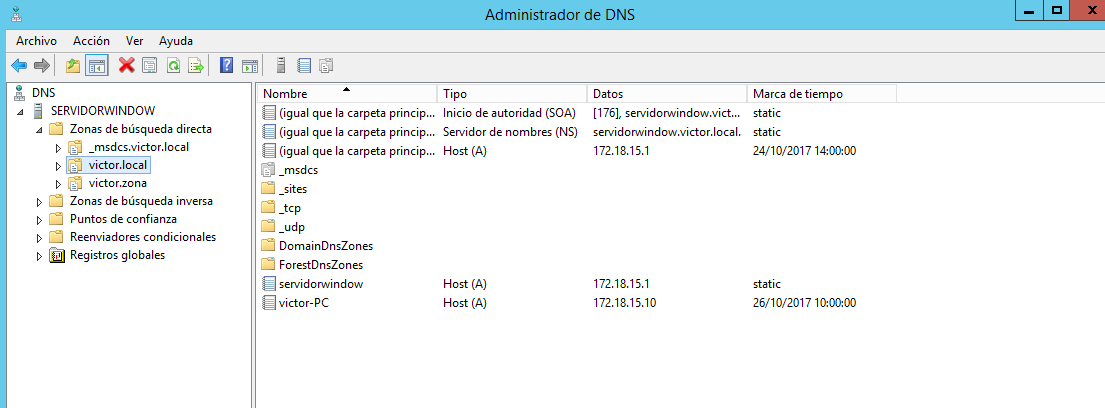 Administrador de DNS
Archivo Acción Ver Ayuda
DNS
SERVIDORWINDOW
Zonas de búsqueda directa
_msdcs.victor.local
victor.local
victor.zona
Zonas de búsqueda inversa
Puntos de confianza
Reenviadores condicionales
Registros globales
Nombre Tipo Datos Marca de tiempo
(igual que la carpeta princip... Inicio de autoridad (SOA) [176], servidorwindow.vict... static
(igual que la carpeta princip... Servidor de nombres (NS) servidorwindow.victor.local. static
(igual que la carpeta princip... Host (A) 172.18.15.1 24/10/2017 14:00:00
_msdcs
_sites
_tcp
_udp
DomainDnsZones
ForestDnsZones
servidorwindow Host (A) 172.18.15.1 static
victor-PC Host (A) 172.18.15.10 26/10/2017 10:00:00